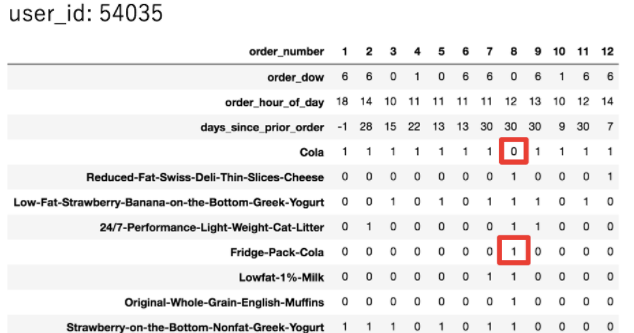 user_id: 54035
order_number 1 2 3 4 5 6 7 8 9 10 11 12
order_dow 6 6 0 1 0 6 6 0 6 1 6 6
order_hour_of_day 18 14 10 11 11 11 11 12 13 10 12 14
days_since_prior_order -1 28 15 22 13 13 30 30 30 9 30 7
Cola 1 1 1 1 1 1 1 0 1 1 1 1
Reduced-Fat-Swiss-Deli-Thin-Slices-Cheese 0 0 0 0 0 0 0 1 0 0 0 1
Low-Fat-Strawberry-Banana-on-the-Bottom-Greek-Yogurt 0 0 1 0 1 0 1 1 1 0 1 0
24/7-Performance-Light-Weight-Cat-Litter 0 1 0 0 0 0 0 1 1 0 0 0
Fridge-Pack-Cola 0 0 0 0 0 0 0 1 0 0 0 0
Lowfat-1%-Milk 0 0 0 0 0 0 1 1 0 0 0 0
Original-Whole-Grain-English-Muffins 0 0 0 0 0 0 0 1 0 0 0 0
Strawberry-on-the-Bottom-Nonfat-Greek-Yogurt 1 1 1 0 1 0 1 1 0 0 0 0